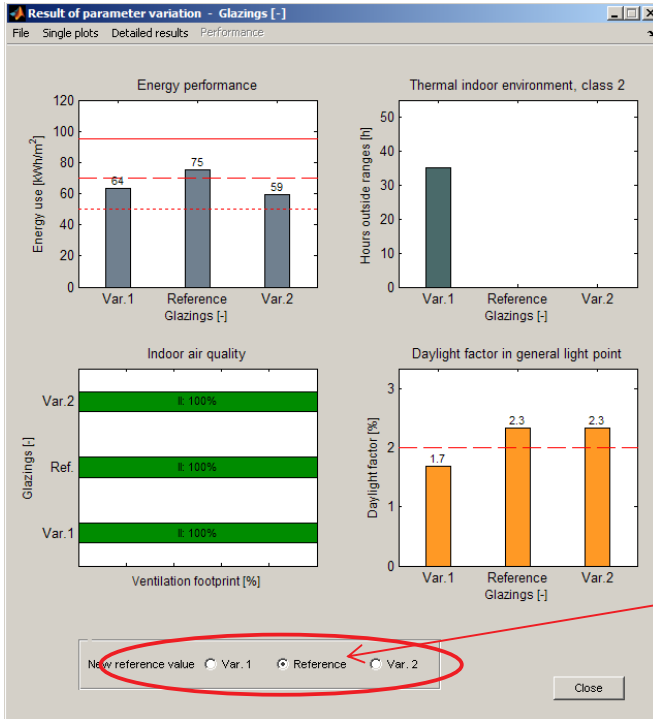 Result of parameter variation - Glazings [-]
File Single plots Detailed results Performance
Energy performance
120
100
80
60
40
20
0
Energy use [kWh/m²]
64
75
59
Var.1 Reference Var.2
Glazings [-]
Thermal indoor environment, class 2
50
40
30
20
10
0
Hours outside ranges [h]
Var.1 Reference Var.2
Glazings [-]
Indoor air quality
Glazings [-]
Var.2
II: 100%
Ref.
II: 100%
Var.1
II: 100%
Ventilation footprint [%]
Daylight factor in general light point
3
2
1
0
Daylight factor [%]
1.7
2.3
2.3
Var.1 Reference Var.2
Glazings [-]
New reference value Var. 1 Reference Var. 2
Close